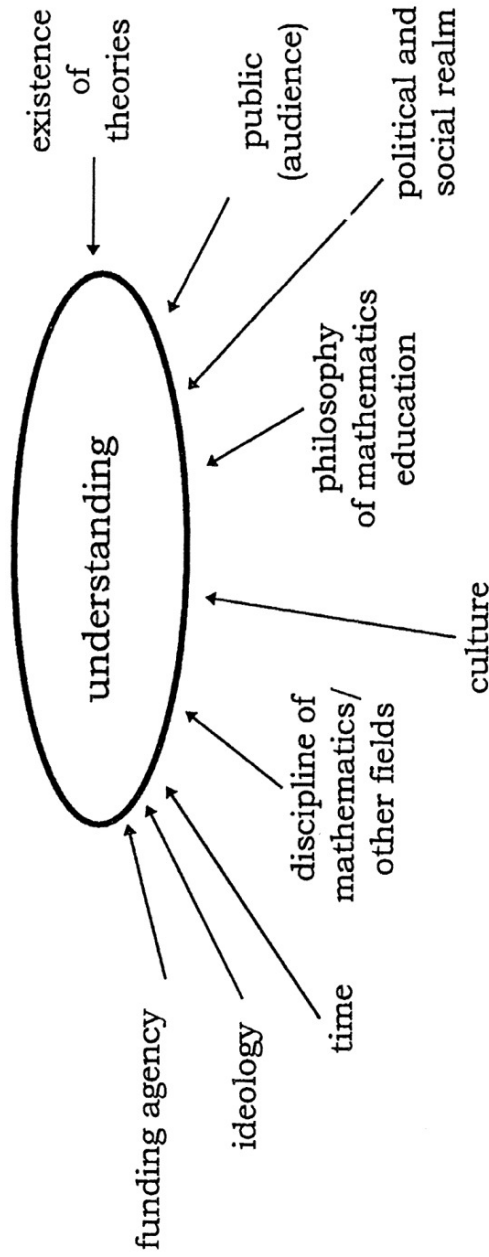 understanding
funding agency
ideology
time
discipline of
mathematics/
other fields
culture
philosophy
of mathematics
education
political and
social realm
public
(audience)
existence
of
theories